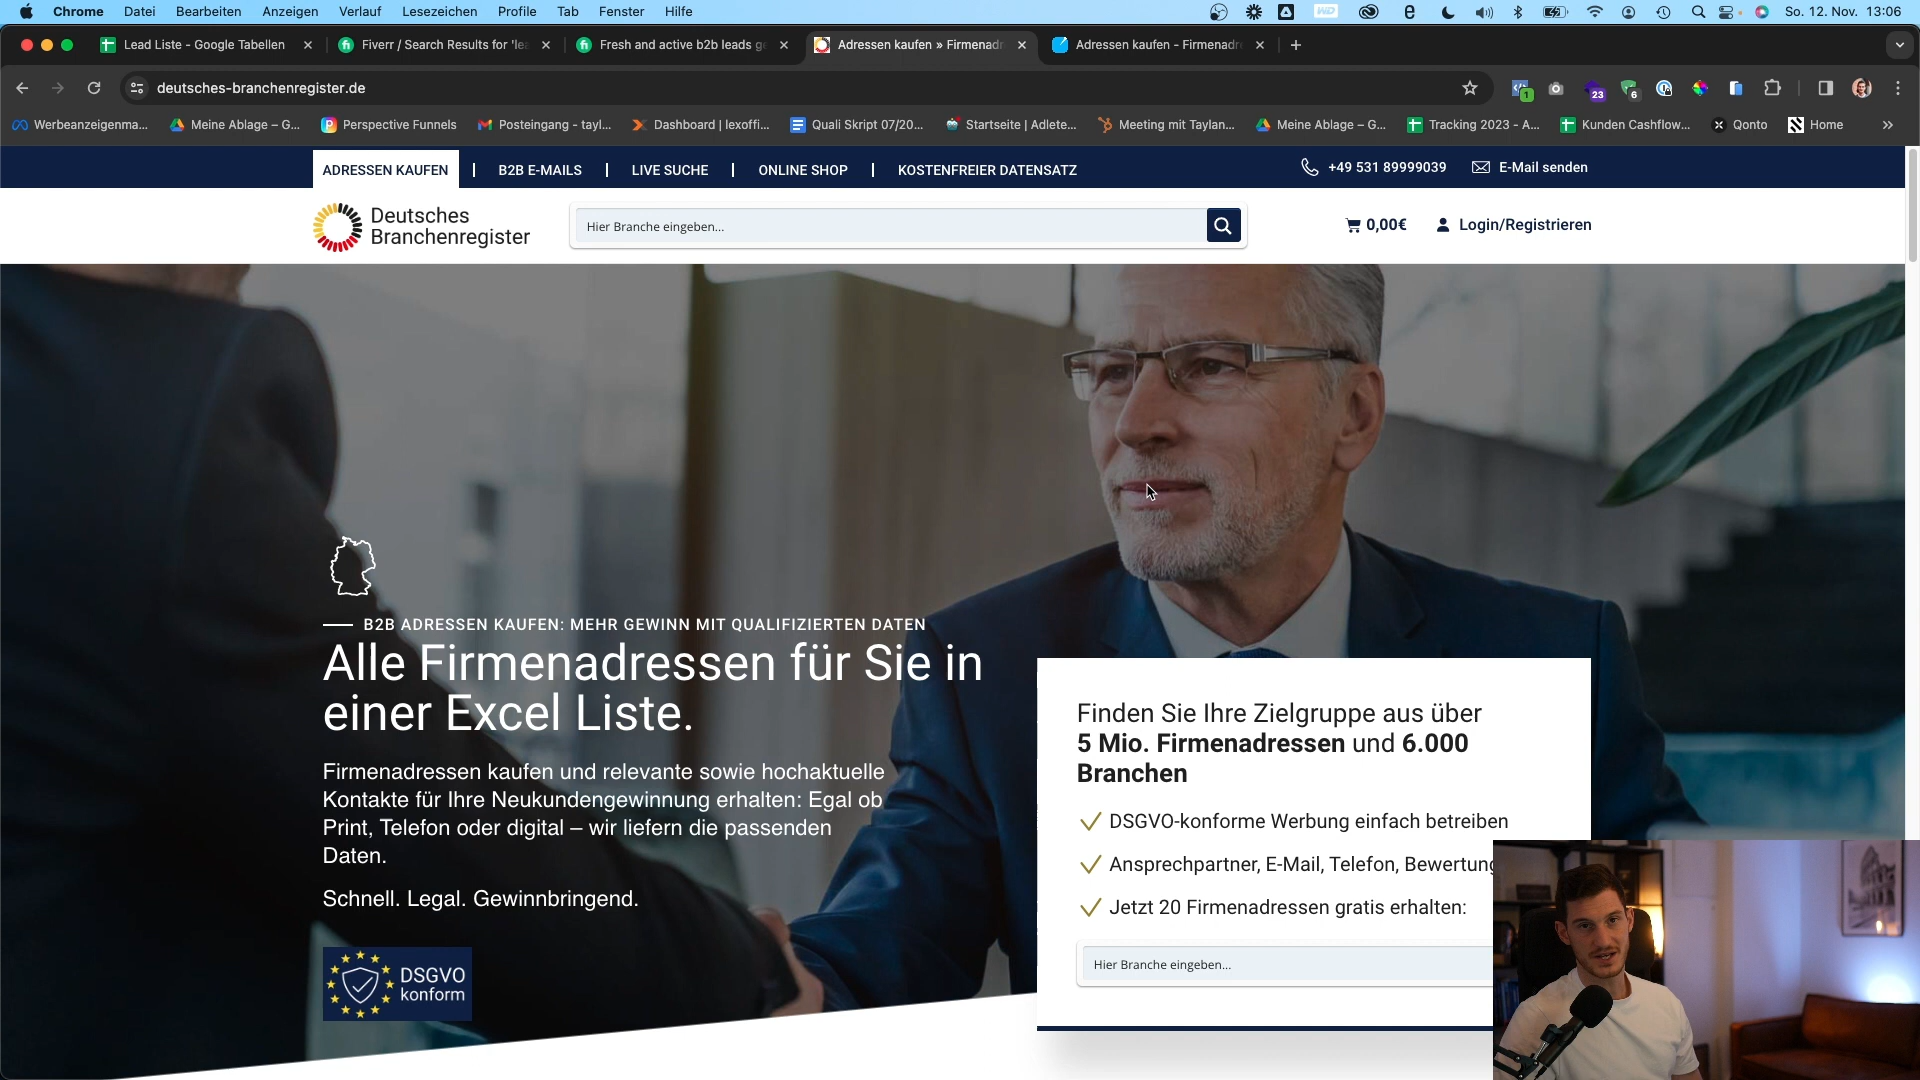 Chrome Datei Bearbeiten Anzeigen Verlauf Lesezeichen Profile Tab Fenster Hilfe So. 12. Nov. 13:06
Lead Liste - Google Tabellen
Fiverr / Search Results for 'lea
Fresh and active b2b leads ge
Adressen kaufen » Firmenadr
Adressen kaufen - Firmenadre
deutsches-branchenregister.de
1
23
6
Werbeanzeigenma...
Meine Ablage – G...
Perspective Funnels
Posteingang - tayl...
Dashboard | lexoffi...
Quali Skript 07/20...
Startseite | Adlete...
Meeting mit Taylan...
Meine Ablage – G...
Tracking 2023 - A...
Kunden Cashflow...
Qonto
Home
ADRESSEN KAUFEN | B2B E-MAILS | LIVE SUCHE | ONLINE SHOP | KOSTENFREIER DATENSATZ
+49 531 89999039
E-Mail senden
Deutsches
Branchenregister
Hier Branche eingeben...
0,00€
Login/Registrieren
B2B ADRESSEN KAUFEN: MEHR GEWINN MIT QUALIFIZIERTEN DATEN
Alle Firmenadressen für Sie in
einer Excel Liste.
Firmenadressen kaufen und relevante sowie hochaktuelle
Kontakte für Ihre Neukundengewinnung erhalten: Egal ob
Print, Telefon oder digital – wir liefern die passenden
Daten.
Schnell. Legal. Gewinnbringend.
DSGVO
konform
Finden Sie Ihre Zielgruppe aus über
5 Mio. Firmenadressen und 6.000
Branchen
DSGVO-konforme Werbung einfach betreiben
Ansprechpartner, E-Mail, Telefon, Bewertung
Jetzt 20 Firmenadressen gratis erhalten:
Hier Branche eingeben...